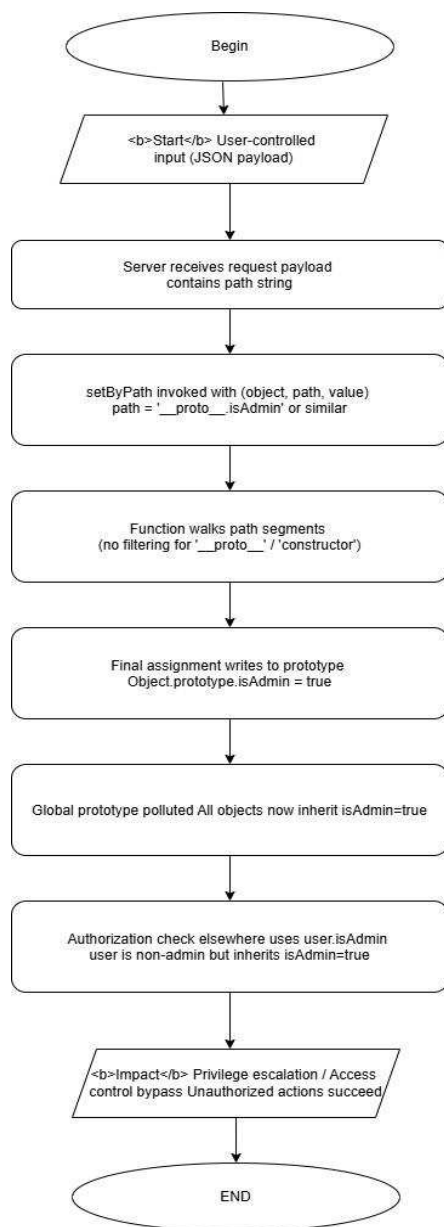 Begin
<b>Start</b> User-controlled
input (JSON payload)
Server receives request payload
contains path string
setByPath invoked with (object, path, value)
path = '__proto__.isAdmin' or similar
Function walks path segments
(no filtering for '__proto__' / 'constructor')
Final assignment writes to prototype
Object.prototype.isAdmin = true
Global prototype polluted All objects now inherit isAdmin=true
Authorization check elsewhere uses user.isAdmin
user is non-admin but inherits isAdmin=true
<b>Impact</b> Privilege escalation / Access
control bypass Unauthorized actions succeed
END